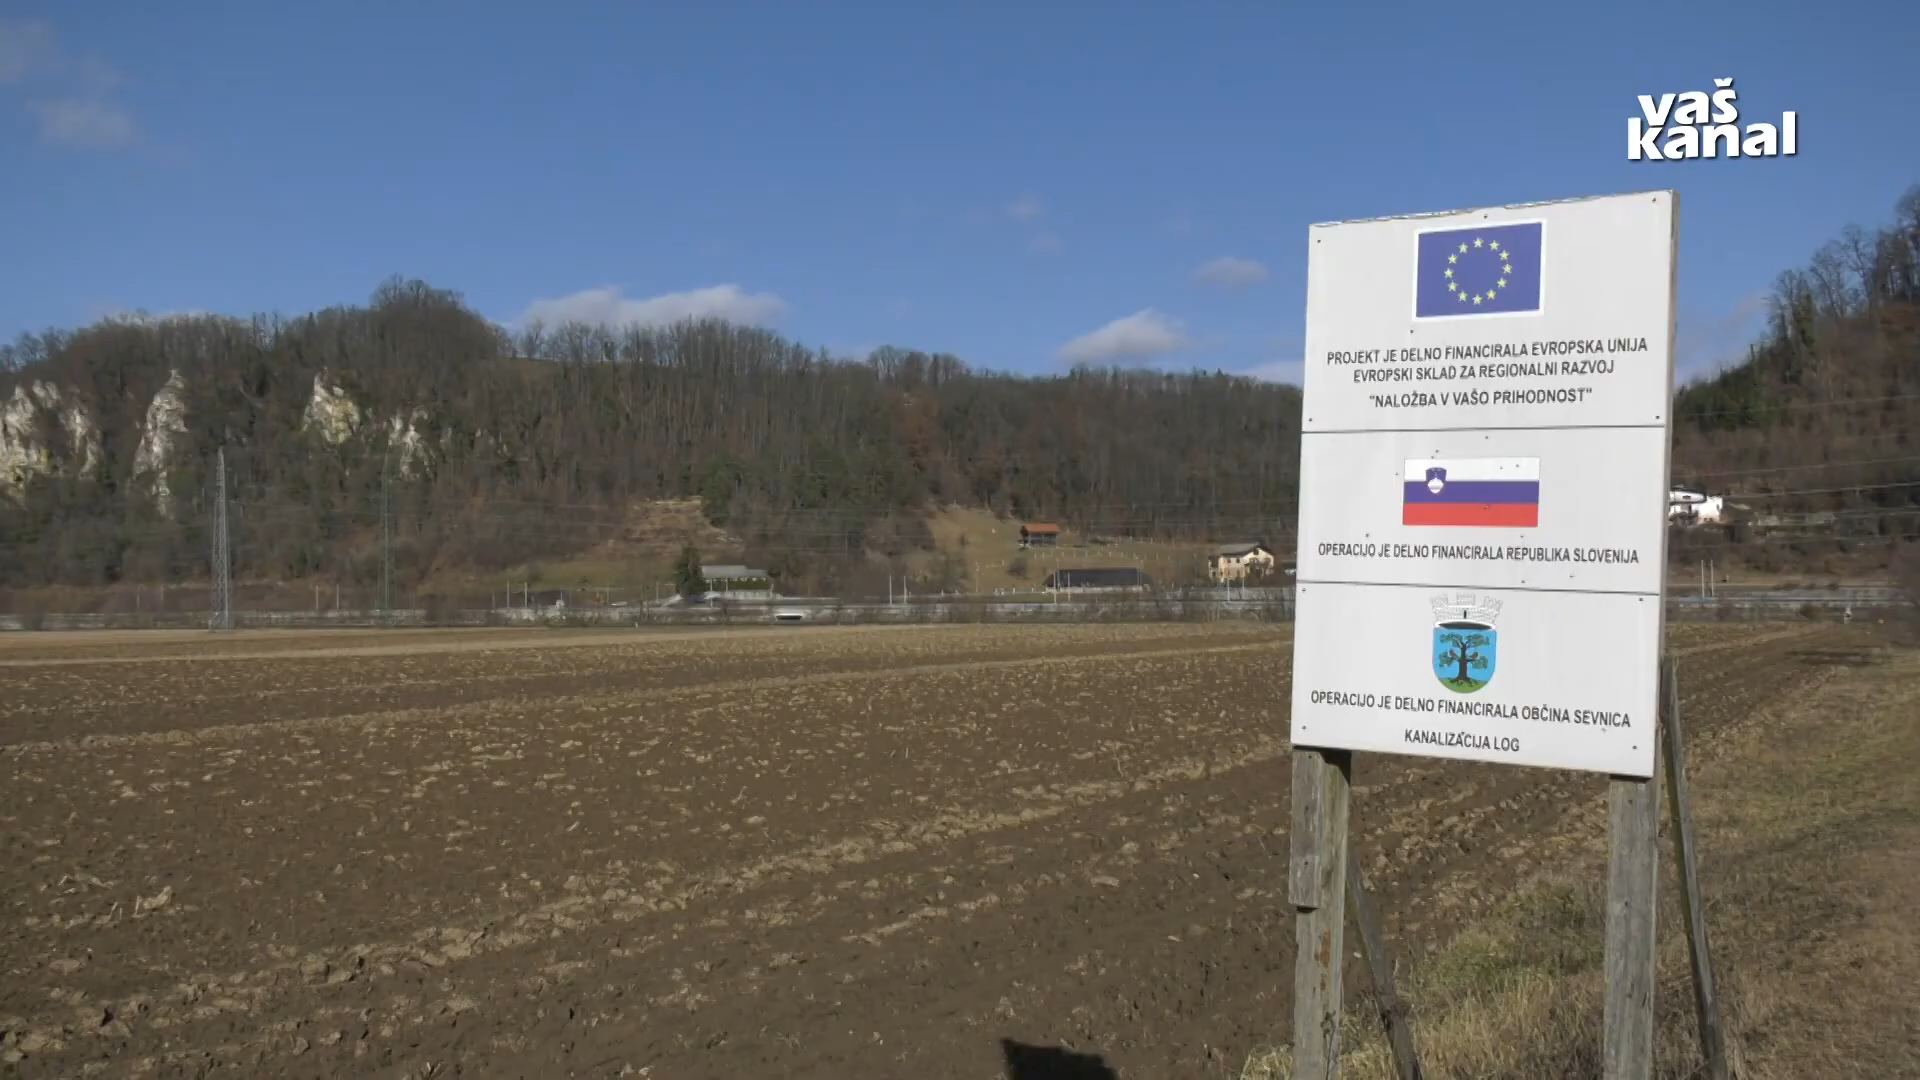 vaš
kanal
PROJEKT JE DELNO FINANCIRALA EVROPSKA UNIJA
EVROPSKI SKLAD ZA REGIONALNI RAZVOJ
"NALOŽBA V VAŠO PRIHODNOST"
OPERACIJO JE DELNO FINANCIRALA REPUBLIKA SLOVENIJA
OPERACIJO JE DELNO FINANCIRALA OBČINA SEVNICA
KANALIZACIJA LOG